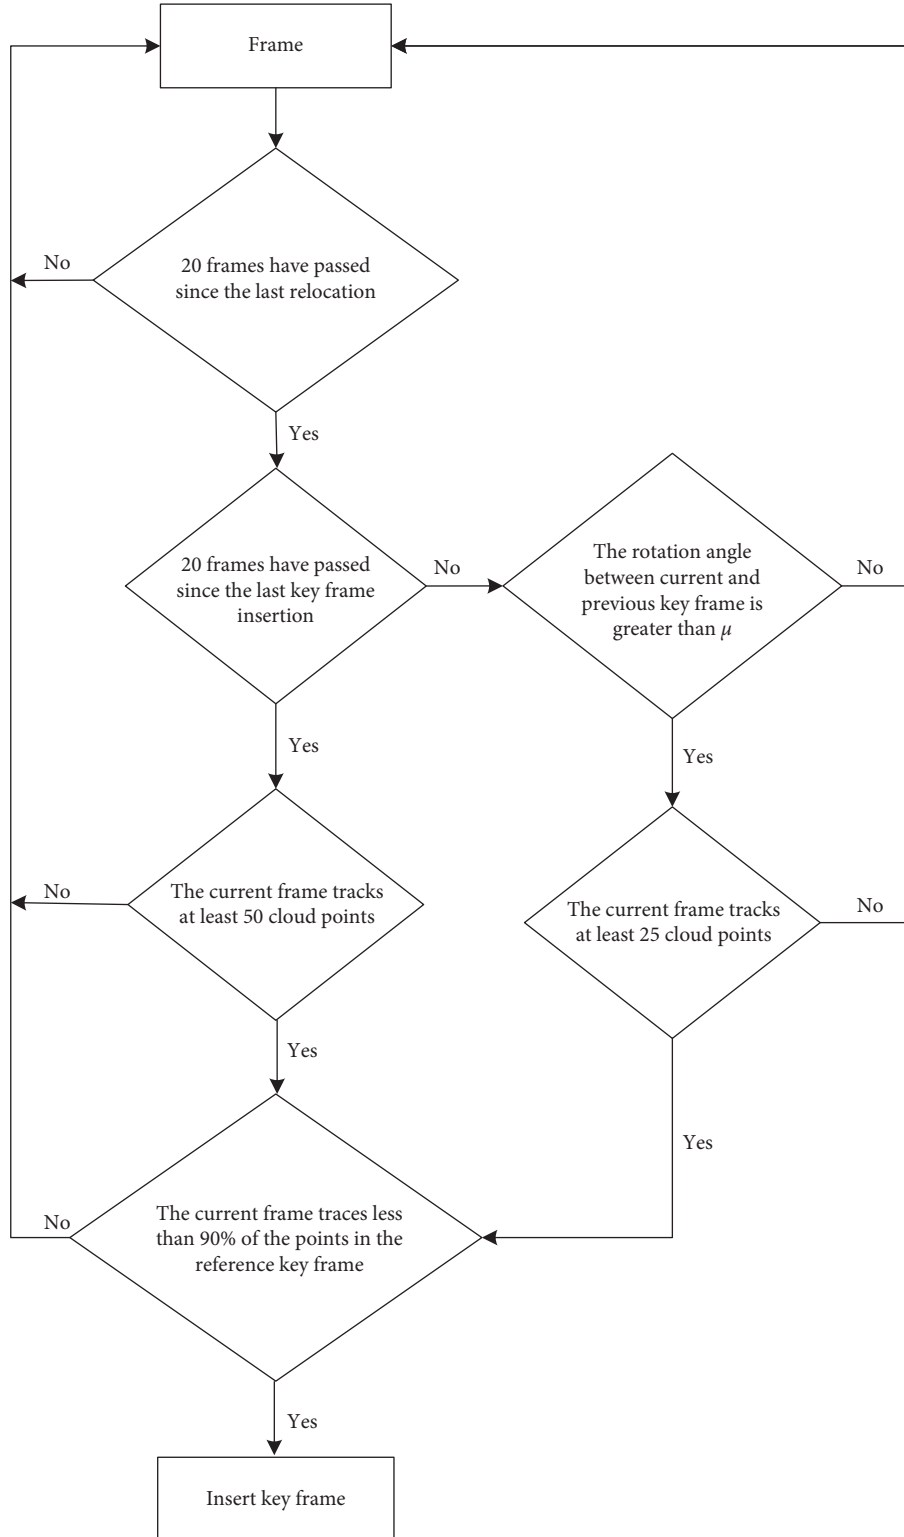 Frame
No
20 frames have passed
since the last relocation
Yes
20 frames have passed
since the last key frame
insertion
No
The rotation angle
between current and
previous key frame is
greater than μ
No
Yes
Yes
No
The current frame tracks
at least 50 cloud points
The current frame tracks
at least 25 cloud points
No
Yes
Yes
No
The current frame traces less
than 90% of the points in the
reference key frame
Yes
Insert key frame